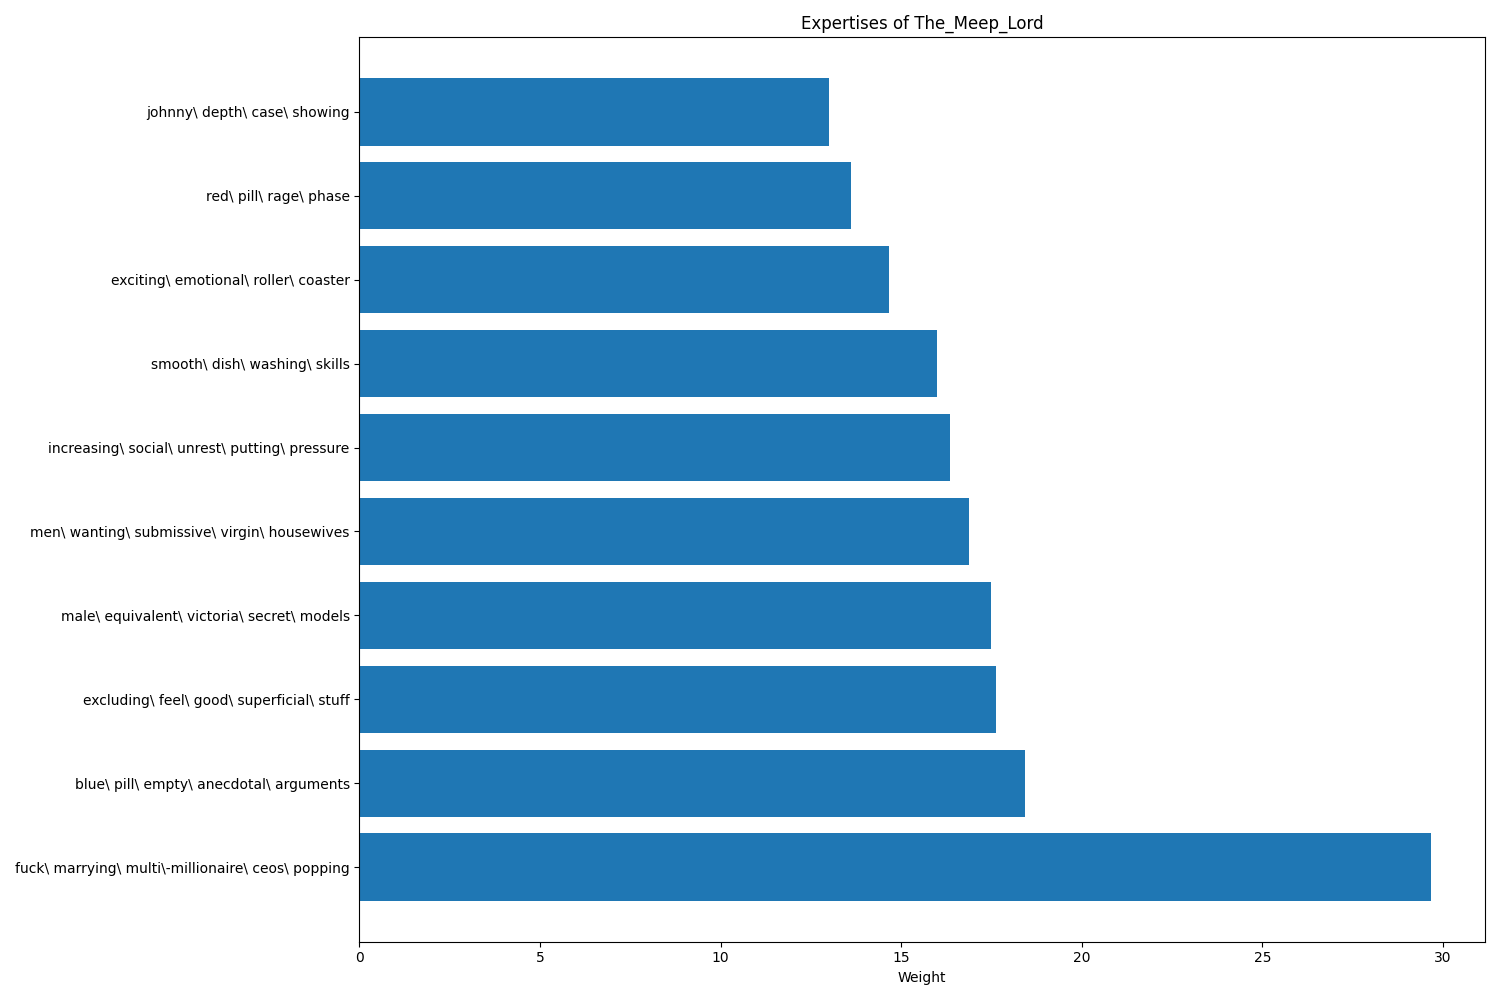 Expertises of The_Meep_Lord
johnny\ depth\ case\ showing
red\ pill\ rage\ phase
exciting\ emotional\ roller\ coaster
smooth\ dish\ washing\ skills
increasing\ social\ unrest\ putting\ pressure
men\ wanting\ submissive\ virgin\ housewives
male\ equivalent\ victoria\ secret\ models
excluding\ feel\ good\ superficial\ stuff
blue\ pill\ empty\ anecdotal\ arguments
fuck\ marrying\ multi\-millionaire\ ceos\ popping
0 5 10 15 20 25 30
Weight